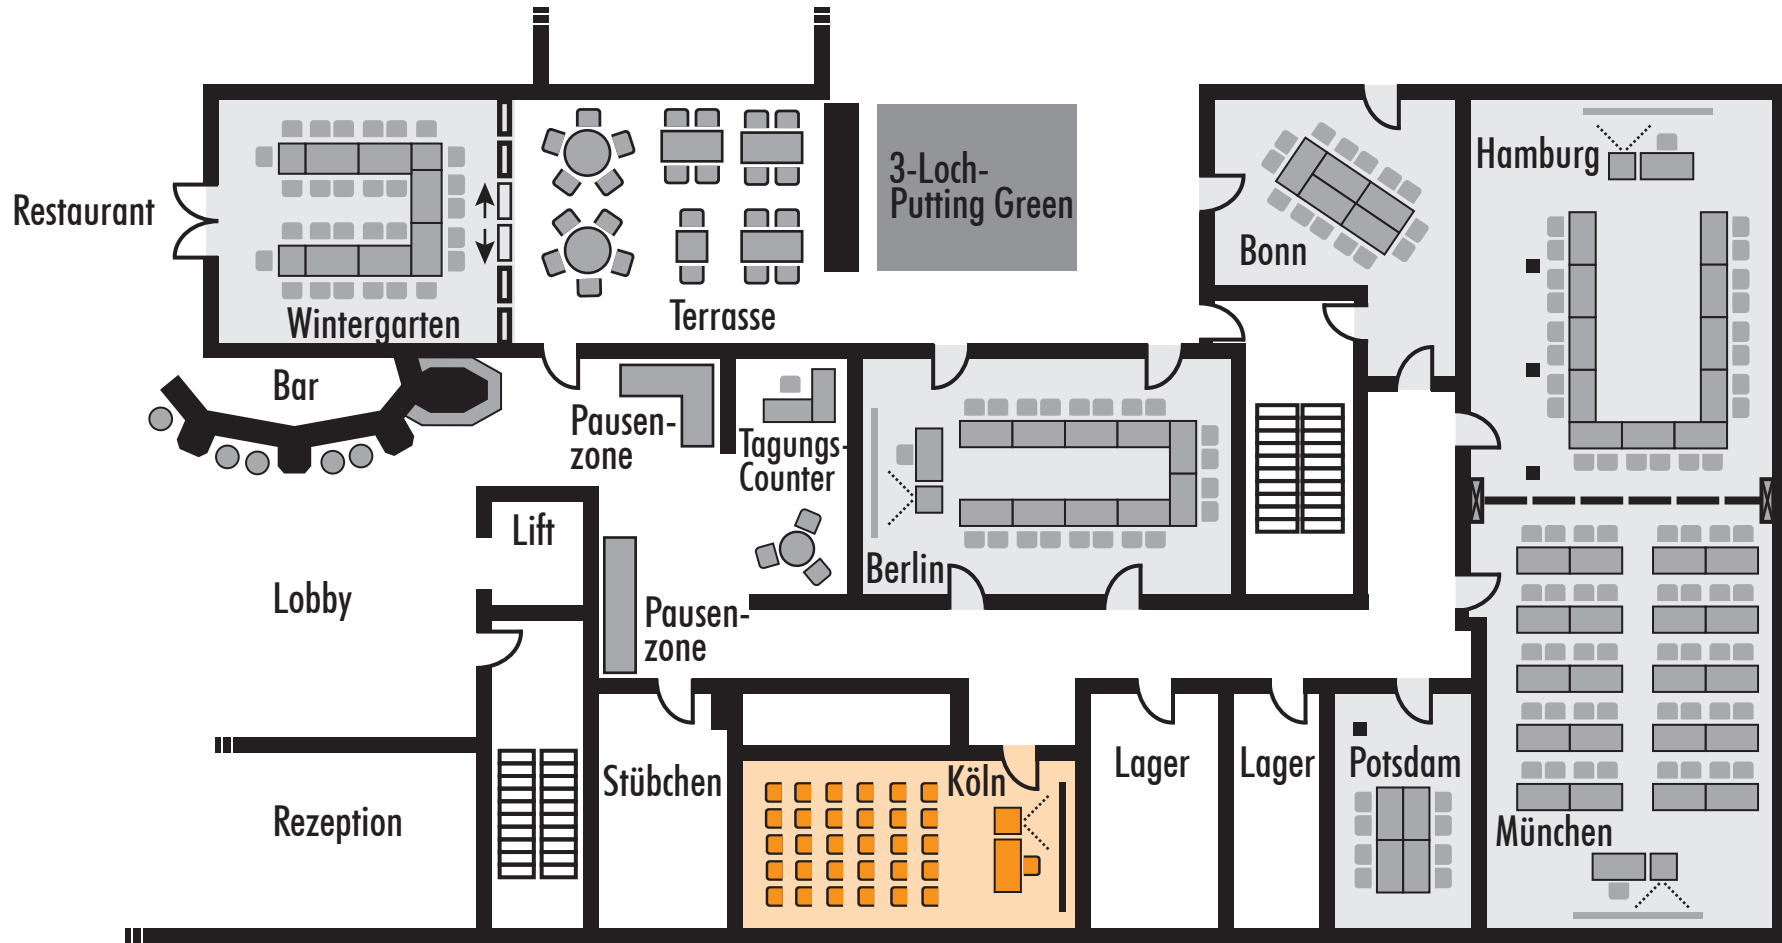 Restaurant
Wintergarten
Terrasse
3-Loch-
Putting Green
Bonn
Hamburg
Bar
Pausen-
zone
Tagungs-
Counter
Berlin
Lift
Lobby
Pausen-
zone
Rezeption
Stübchen
Köln
Lager
Lager
Potsdam
München